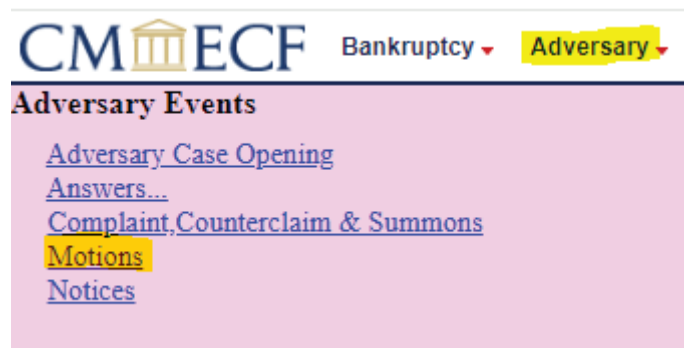 CM ECF Bankruptcy Adversary
Adversary Events
Adversary Case Opening
Answers...
Complaint,Counterclaim & Summons
Motions
Notices